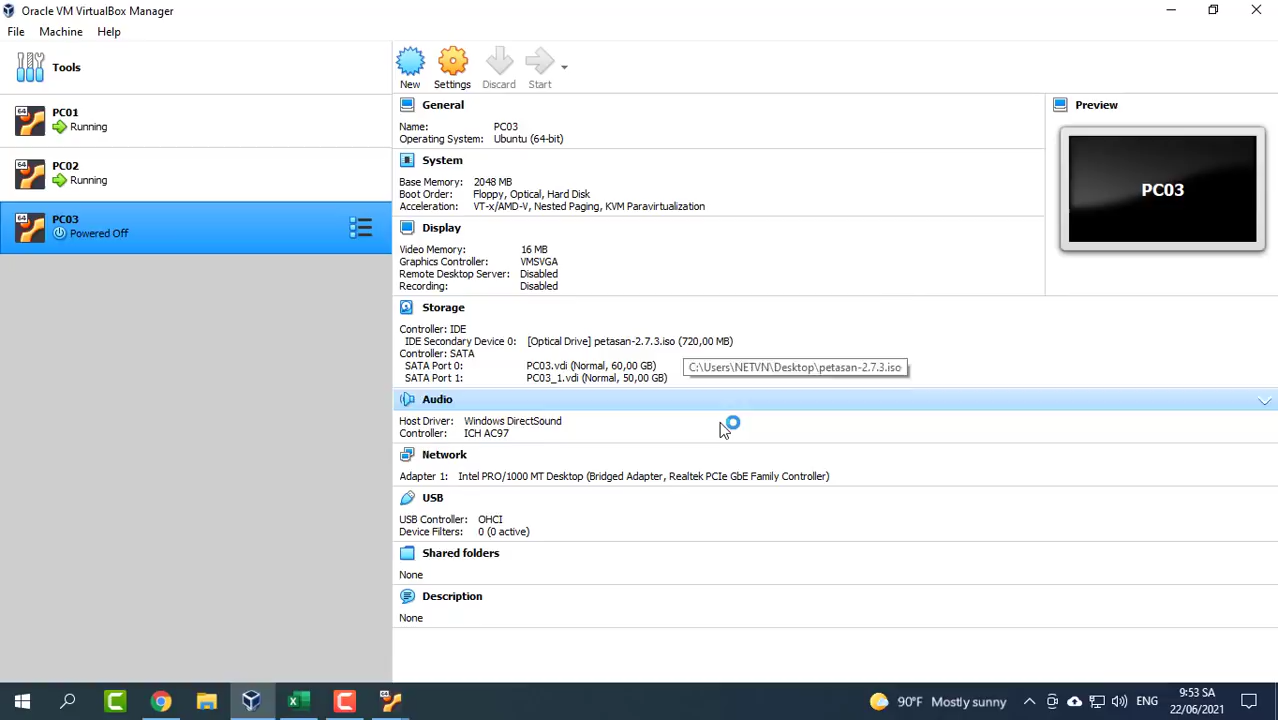 Oracle VM VirtualBox Manager
File Machine Help
Tools
New Settings Discard Start
64 PC01
Running
64 PC02
Running
64 PC03
Powered Off
General
Name: PC03
Operating System: Ubuntu (64-bit)
System
Base Memory: 2048 MB
Boot Order: Floppy, Optical, Hard Disk
Acceleration: VT-x/AMD-V, Nested Paging, KVM Paravirtualization
Display
Video Memory: 16 MB
Graphics Controller: VMSVGA
Remote Desktop Server: Disabled
Recording: Disabled
Storage
Controller: IDE
IDE Secondary Device 0: [Optical Drive] petasan-2.7.3.iso (720,00 MB)
Controller: SATA
SATA Port 0: PC03.vdi (Normal, 60,00 GB)
SATA Port 1: PC03_1.vdi (Normal, 50,00 GB)
C:\Users\NETVN\Desktop\petasan-2.7.3.iso
Audio
Host Driver: Windows DirectSound
Controller: ICH AC97
Network
Adapter 1: Intel PRO/1000 MT Desktop (Bridged Adapter, Realtek PCIe GbE Family Controller)
USB
USB Controller: OHCI
Device Filters: 0 (0 active)
Shared folders
None
Description
None
Preview
PC03
90°F Mostly sunny
ENG
9:53 SA
22/06/2021